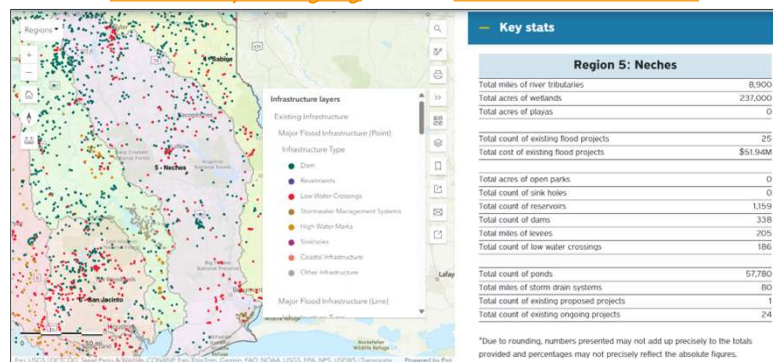 Regions
4 - Sabine
5 - Neches
6 - San Jacinto
Infrastructure layers
Existing Infrastructure
Major Flood Infrastructure (Point)
Infrastructure Type
Dam
Revetments
Low Water Crossings
Stormwater Management Systems
High Water Marks
Sinkholes
Coastal Infrastructure
Other Infrastructure
Major Flood Infrastructure (Line)
Lafay
Powered by Esri
Key stats
Region 5: Neches
Total miles of river tributaries 8,900
Total acres of wetlands 237,000
Total acres of playas 0
Total count of existing flood projects 25
Total cost of existing flood projects $51.94M
Total acres of open parks 0
Total count of sink holes 0
Total count of reservoirs 1,159
Total count of dams 338
Total miles of levees 205
Total count of low water crossings 186
Total count of ponds 57,780
Total miles of storm drain systems 80
Total count of existing proposed projects 1
Total count of existing ongoing projects 24
*Due to rounding, numbers presented may not add up precisely to the totals
provided and percentages may not precisely reflect the absolute figures.